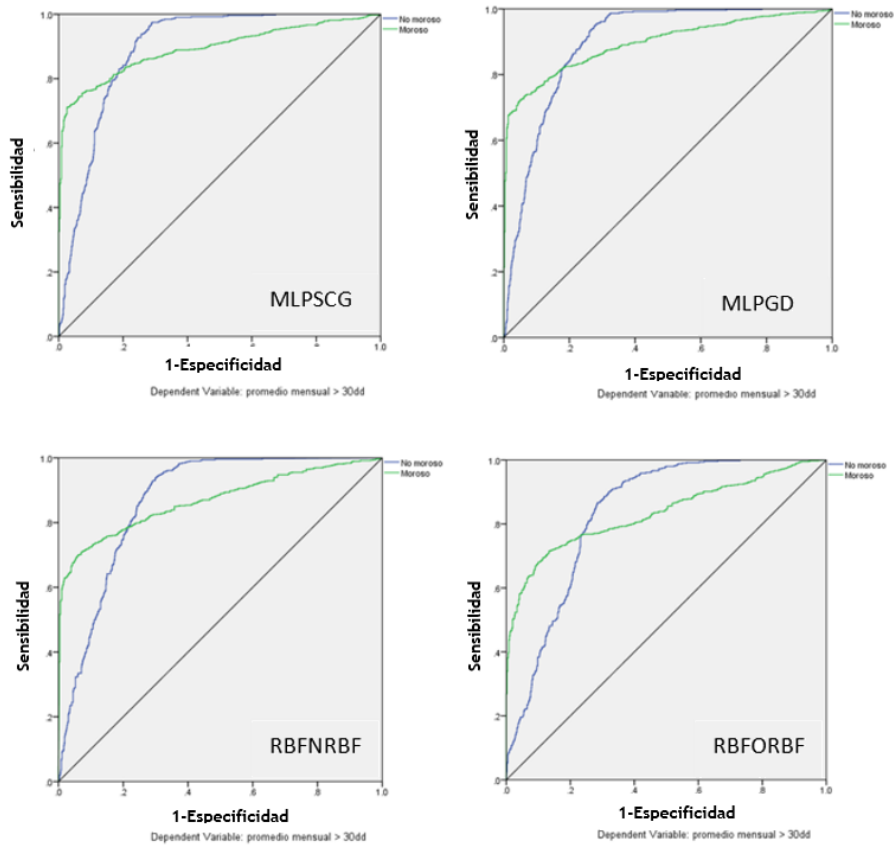 No moroso
Moroso
1.0
.8
.6
.4
.2
.0
Sensibilidad
MLPSCG
.0
.2
1.0
1-Especificidad
Dependent Variable: promedio mensual > 30dd
No moroso
Moroso
1.0
.8
.6
.4
.2
.0
Sensibilidad
MLPGD
.0
.2
.4
.6
.8
1.0
1-Especificidad
Dependent Variable: promedio mensual > 30dd
No moroso
Moroso
1.0
.8
.6
.4
.2
.0
Sensibilidad
RBFNRBF
.0
.2
.4
.6
.8
1.0
1-Especificidad
Dependent Variable: promedio mensual > 30dd
No moroso
Moroso
1.0
.8
.6
.4
.2
.0
Sensibilidad
RBFORBF
.0
.2
.4
.6
.8
1.0
1-Especificidad
Dependent Variable: promedio mensual > 30dd